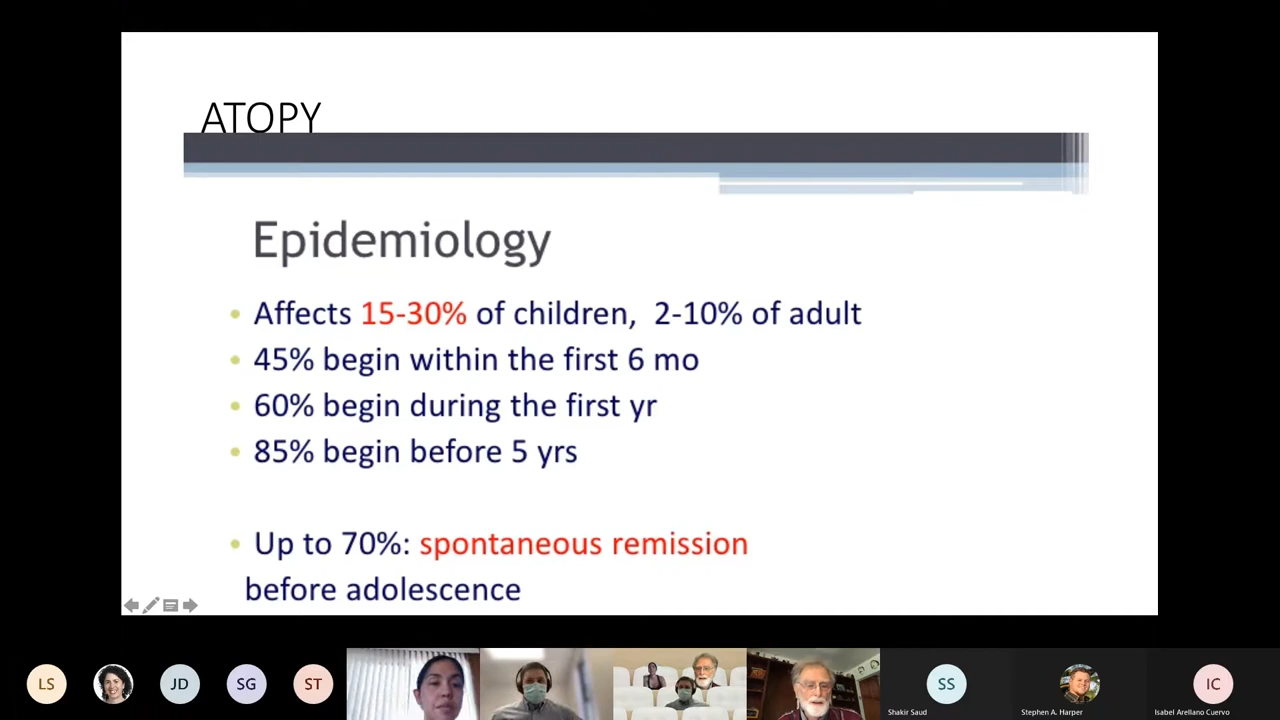 ATOPY
Epidemiology
• Affects 15-30% of children, 2-10% of adult
• 45% begin within the first 6 mo
• 60% begin during the first yr
• 85% begin before 5 yrs
• Up to 70%: spontaneous remission
before adolescence
LS
JD
SG
ST
SS
IC
Shakir Saud
Stephen A. Harper
Isabel Arellano Cuervo